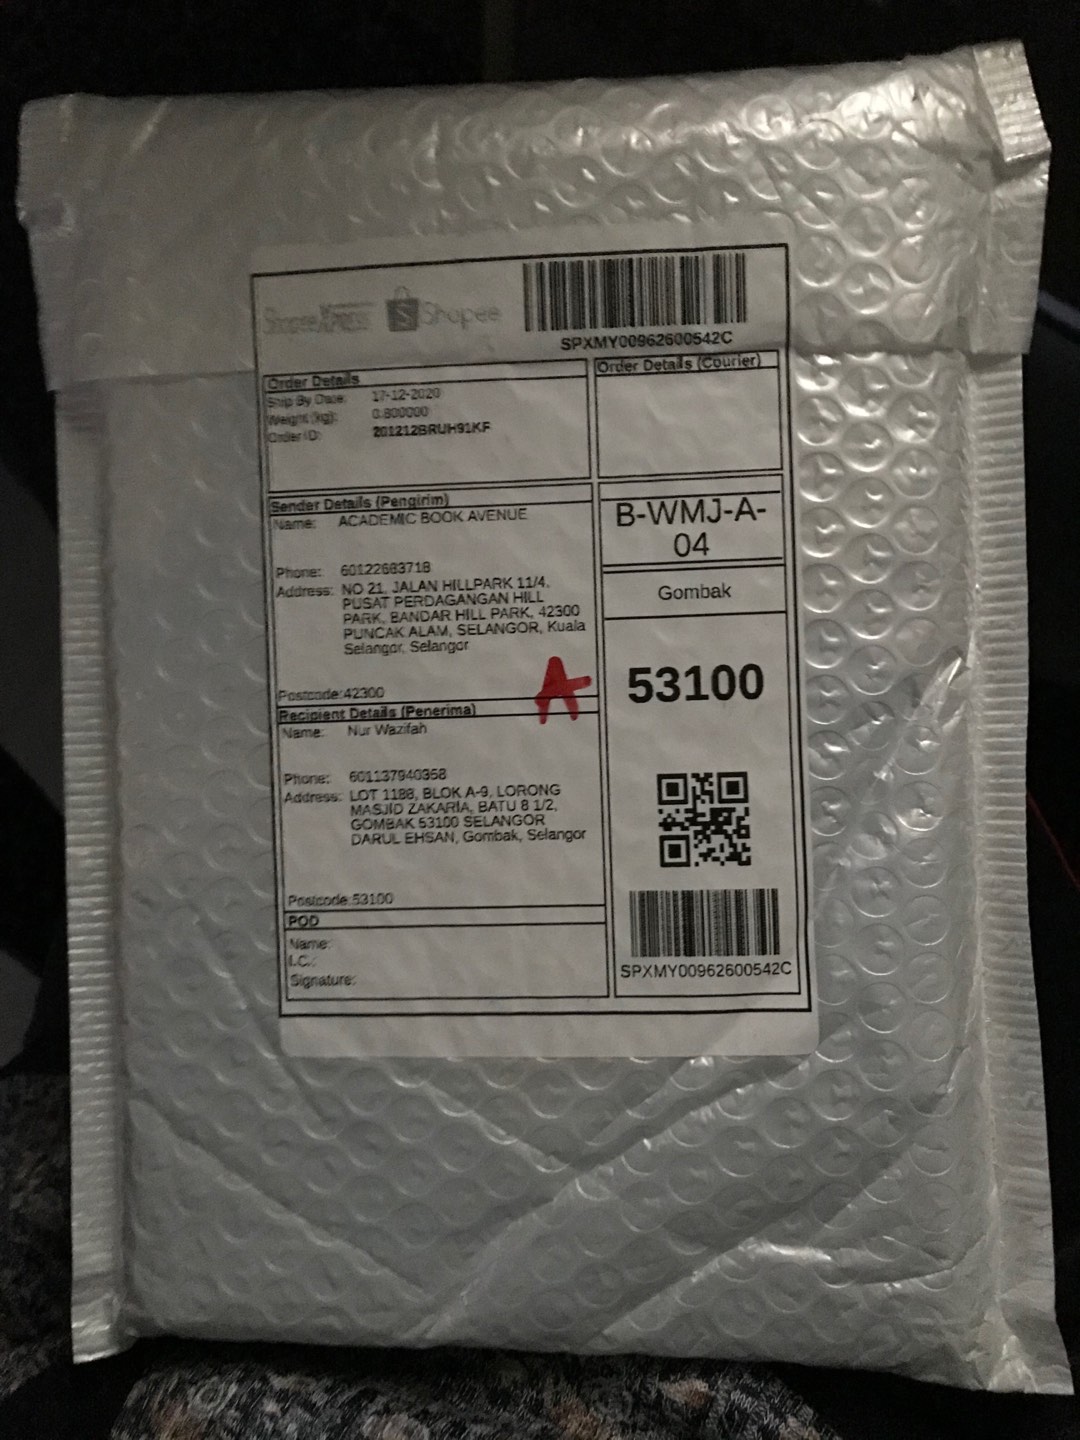 ShopeeXpress Shopee
SPXMY00962600542C
Order Details
Ship By Date: 17-12-2020
Weight (kg): 0.800000
Order ID: 201212BRUH91KF
Order Details (Courier)
Sender Details (Pengirim)
Name: ACADEMIC BOOK AVENUE
Phone: 60122683718
Address: NO 21, JALAN HILLPARK 11/4,
PUSAT PERDAGANGAN HILL
PARK, BANDAR HILL PARK, 42300
PUNCAK ALAM, SELANGOR, Kuala
Selangor, Selangor
Postcode: 42300
B-WMJ-A-
04
Gombak
53100
A
Recipient Details (Penerima)
Name: Nur Wazifah
Phone: 601137940368
Address: LOT 1188, BLOK A-9, LORONG
MASJID ZAKARIA, BATU 8 1/2,
GOMBAK 53100 SELANGOR
DARUL EHSAN, Gombak, Selangor
Postcode: 53100
POD
Name:
I.C.:
Signature:
SPXMY00962600542C